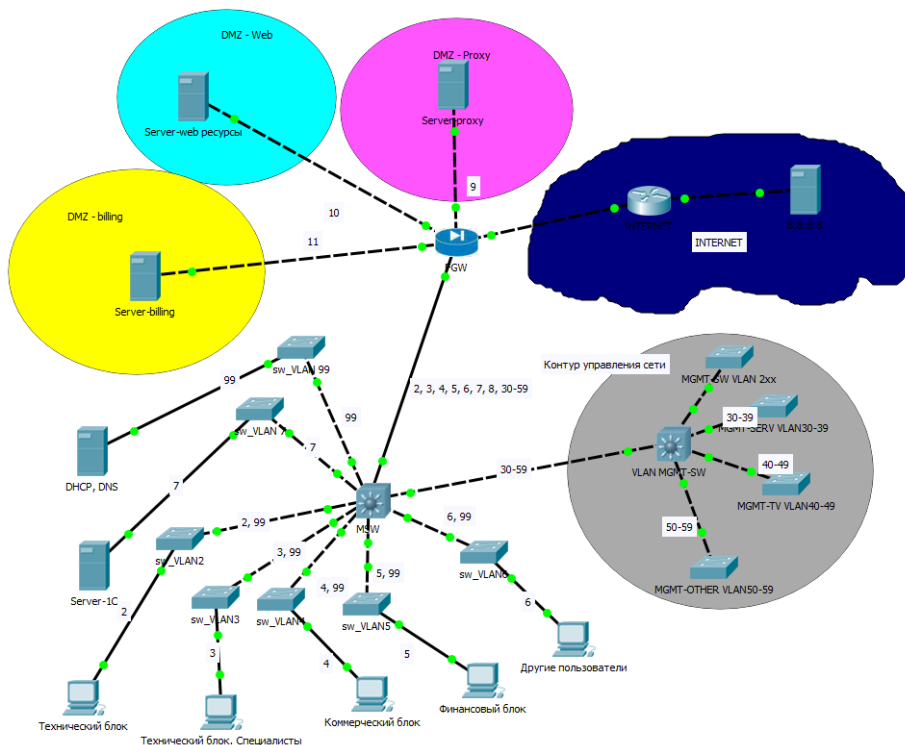 DMZ - Web
Server-web ресурсы
DMZ - Proxy
Server-proxy
DMZ - billing
Server-billing
10
9
11
INTERNET
INTERNET
8.8.8.8
PGW
2, 3, 4, 5, 6, 7, 8, 30-59
Контур управления сети
MGMT-SW VLAN 2xx
30-39
MGMT-SERV VLAN30-39
VLAN MGMT-SW
40-49
MGMT-TV VLAN40-49
50-59
MGMT-OTHER VLAN50-59
30-59
sw_VLAN 99
99
99
sw_VLAN 7
7
7
DHCP, DNS
Server-1C
MSW
2, 99
sw_VLAN2
2
3, 99
sw_VLAN3
3
4, 99
sw_VLAN4
4
5, 99
sw_VLAN5
5
6, 99
sw_VLAN6
6
Технический блок
Технический блок. Специалисты
Коммерческий блок
Финансовый блок
Другие пользователи